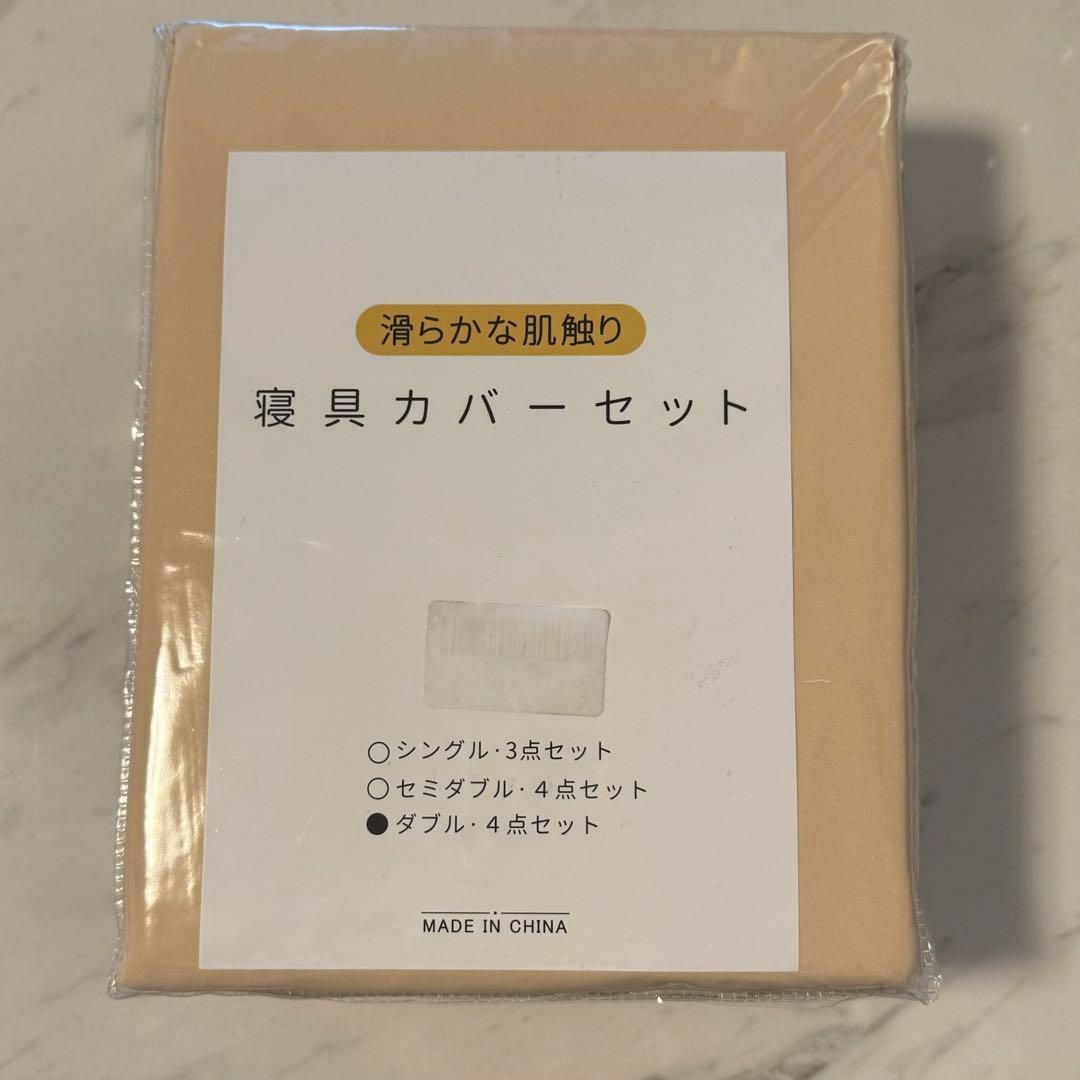 滑らかな肌触り
寝具カバーセット
○シングル・3点セット
○セミダブル・4点セット
●ダブル・4点セット
MADE IN CHINA